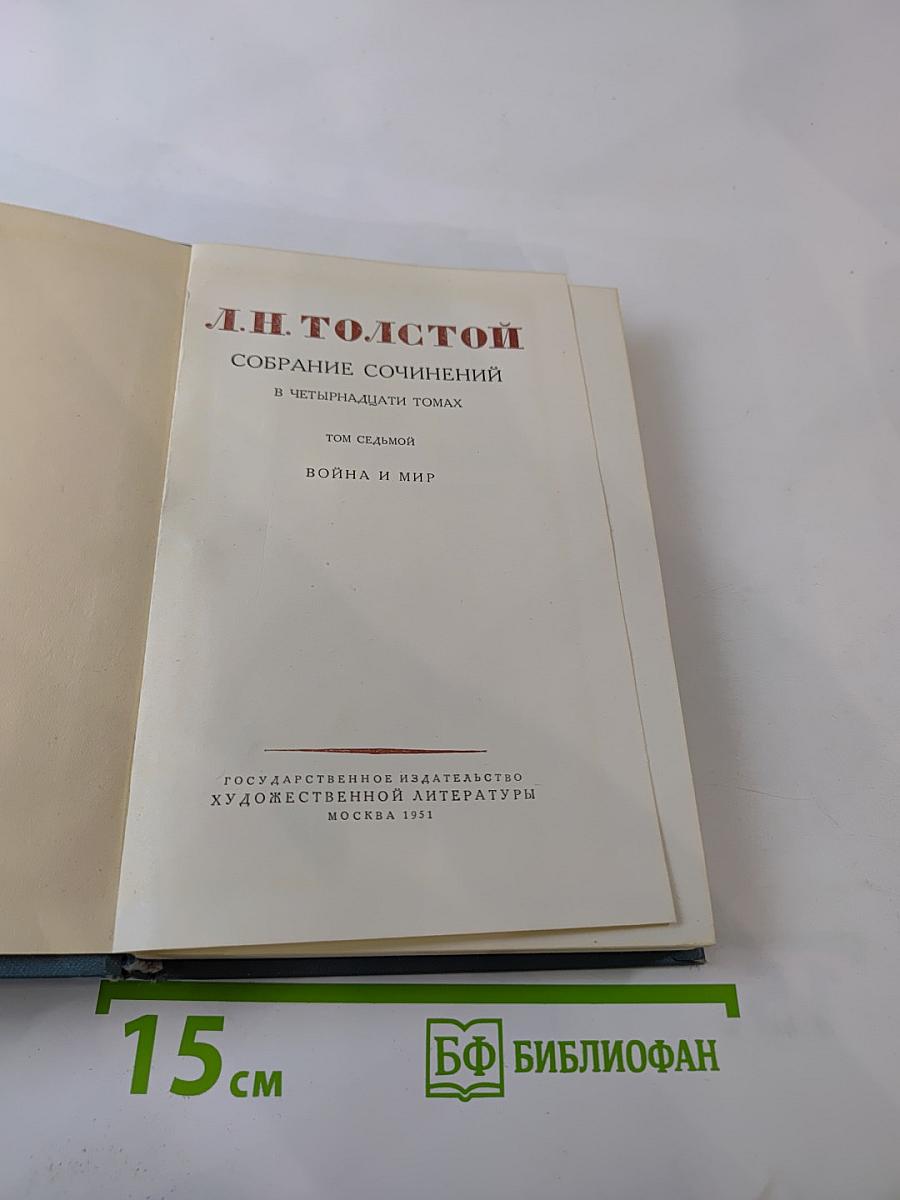 Л.Н. ТОЛСТОЙ
СОБРАНИЕ СОЧИНЕНИЙ
В ЧЕТЫРНАДЦАТИ ТОМАХ
ТОМ СЕДЬМОЙ
ВОЙНА И МИР
ГОСУДАРСТВЕННОЕ ИЗДАТЕЛЬСТВО
ХУДОЖЕСТВЕННОЙ ЛИТЕРАТУРЫ
МОСКВА 1951
15 см
БФ БИБЛИОФАН